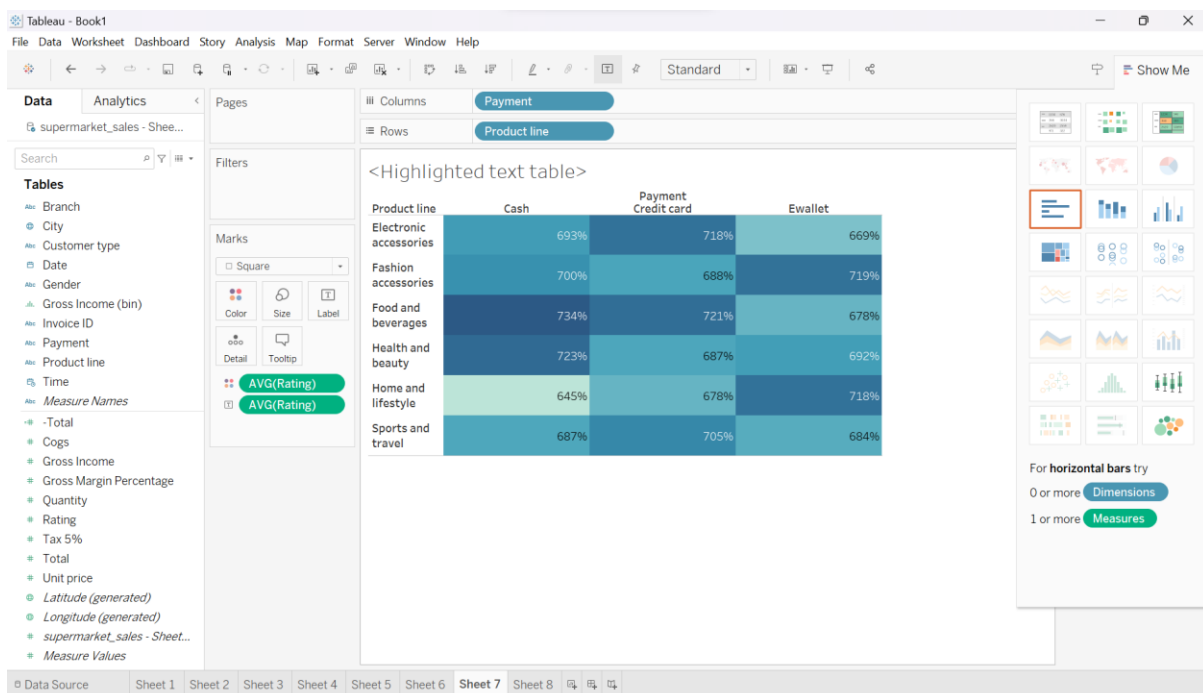 Tableau - Book1
File Data Worksheet Dashboard Story Analysis Map Format Server Window Help
Standard
Show Me
Data Analytics
supermarket_sales - Shee...
Search
Tables
Abc Branch
City
Abc Customer type
Date
Abc Gender
Gross Income (bin)
Abc Invoice ID
Abc Payment
Abc Product line
Time
Abc Measure Names
=# -Total
# Cogs
# Gross Income
# Gross Margin Percentage
# Quantity
# Rating
# Tax 5%
# Total
# Unit price
Latitude (generated)
Longitude (generated)
# supermarket_sales - Sheet...
# Measure Values
Pages
Filters
Marks
Square
Color Size Label
Detail Tooltip
AVG(Rating)
AVG(Rating)
Columns Payment
Rows Product line
<Highlighted text table>
Payment
Product line Cash Credit card Ewallet
Electronic accessories 693% 718% 669%
Fashion accessories 700% 688% 719%
Food and beverages 734% 721% 678%
Health and beauty 723% 687% 692%
Home and lifestyle 645% 678% 718%
Sports and travel 687% 705% 684%
For horizontal bars try
0 or more Dimensions
1 or more Measures
Data Source Sheet 1 Sheet 2 Sheet 3 Sheet 4 Sheet 5 Sheet 6 Sheet 7 Sheet 8